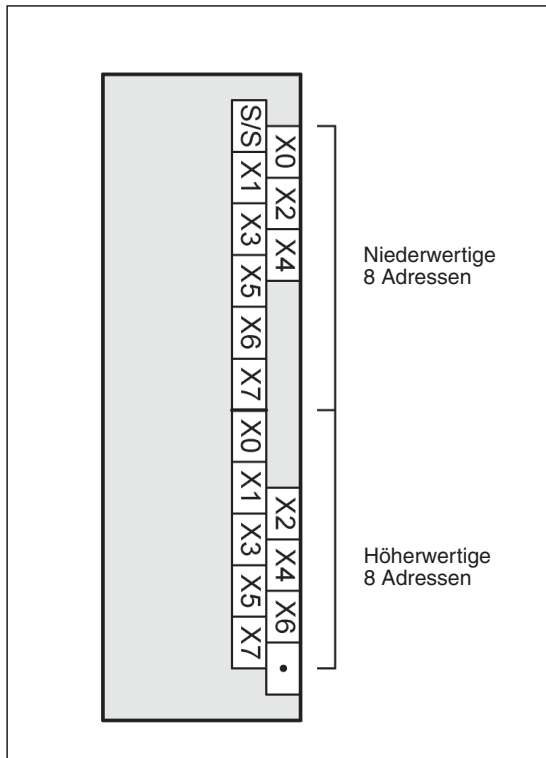 S/S
X0
X1
X2
X3
X4
X5
X6
X7
X0
X1
X2
X3
X4
X5
X6
X7
•
Niederwertige
8 Adressen
Höherwertige
8 Adressen